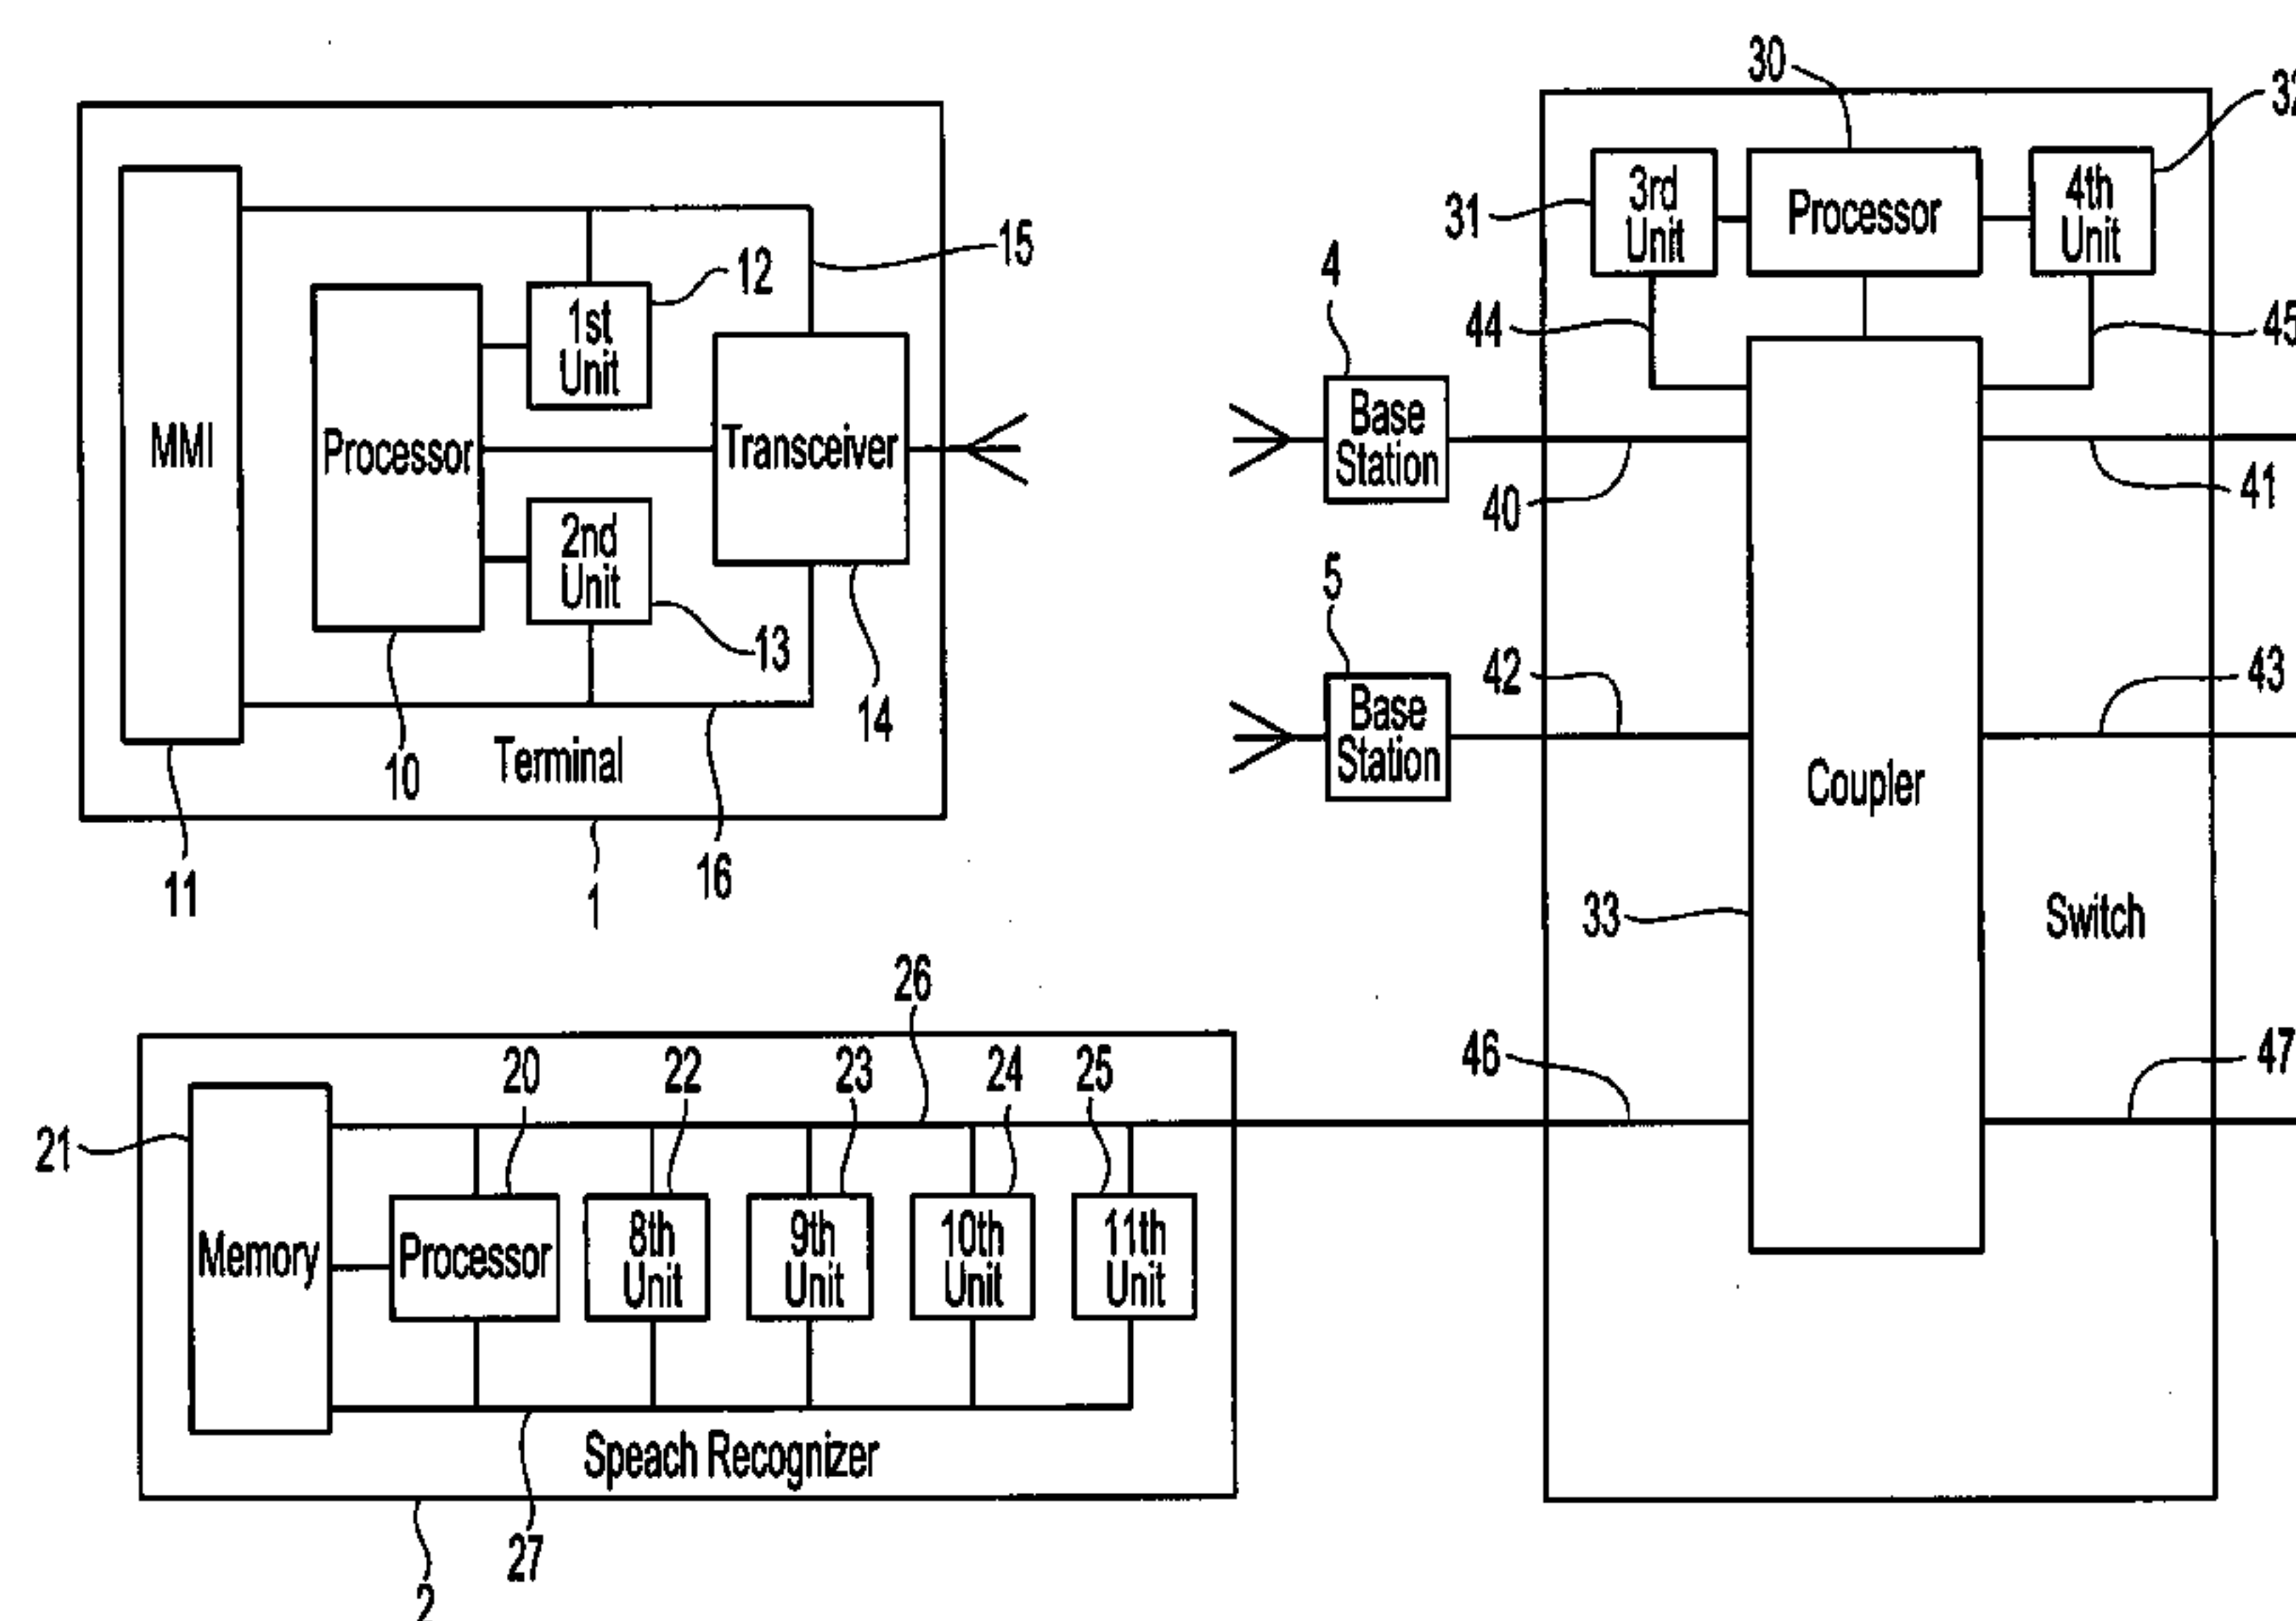 30
32
MMI
Processor
1st
Unit
12
15
Transceiver
2nd
Unit
13
10
14
Terminal
16
11
1
4
Base
Station
5
Base
Station
31
3rd
Unit
Processor
4th
Unit
44
45
40
41
42
43
Coupler
33
Switch
46
47
26
20
22
23
24
25
21
Memory
Processor
8th
Unit
9th
Unit
10th
Unit
11th
Unit
Speach Recognizer
27
2